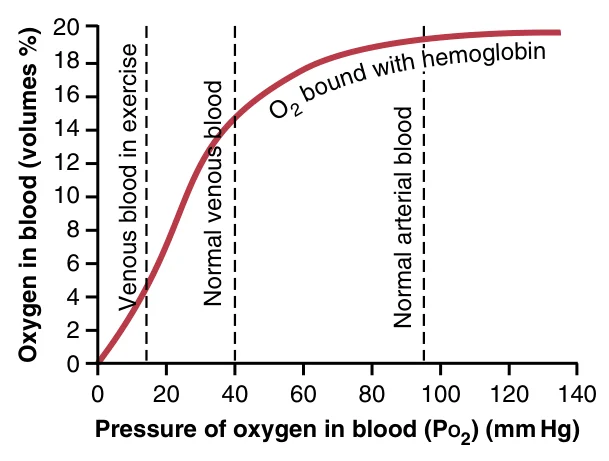 Oxygen in blood (volumes %)
20
18
16
14
12
10
8
6
4
2
0
Venous blood in exercise
Normal venous blood
Normal arterial blood
O2 bound with hemoglobin
0 20 40 60 80 100 120 140
Pressure of oxygen in blood (PO2) (mm Hg)